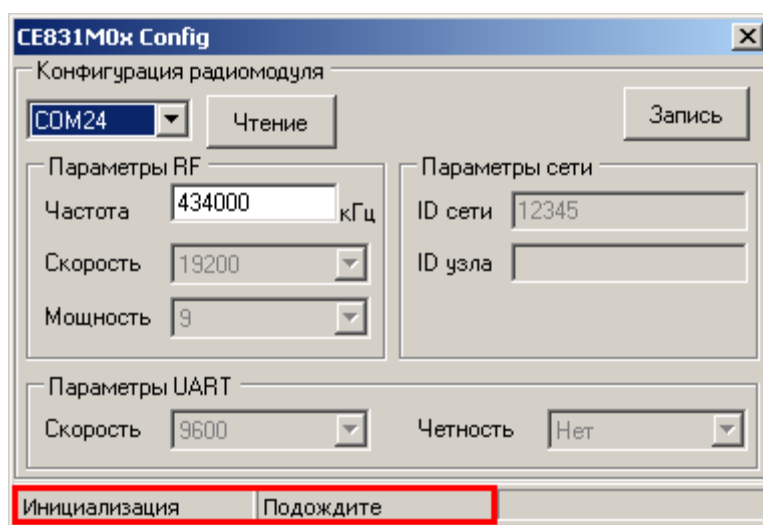 CE831M0x Config
Конфигурация радиомодуля
COM24 Чтение Запись
Параметры RF Параметры сети
Частота 434000 кГц ID сети 12345
Скорость 19200 ID узла
Мощность 9
Параметры UART
Скорость 9600 Четность Нет
Инициализация Подождите